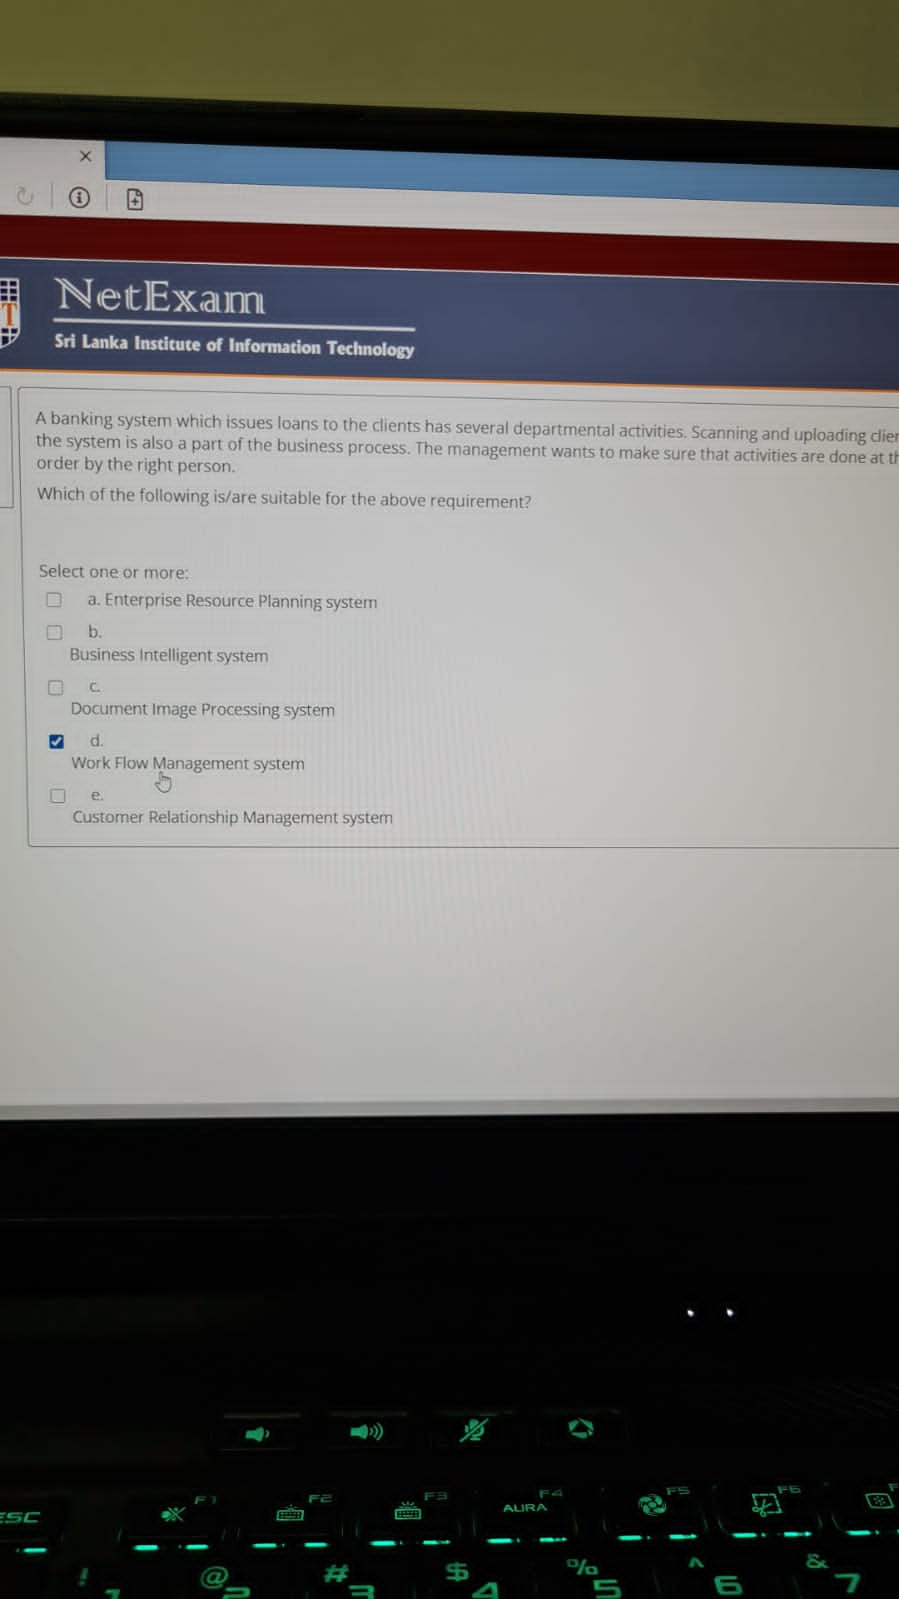 NetExam
Sri Lanka Institute of Information Technology
A banking system which issues loans to the clients has several departmental activities. Scanning and uploading
the system is also a part of the business process. The management wants to make sure that activities are done at
order by the right person.
Which of the following is/are suitable for the above requirement?
Select one or more:
a. Enterprise Resource Planning system
b.
Business Intelligent system
c.
Document Image Processing system
d.
Work Flow Management system
e.
Customer Relationship Management system
F1 F2 F3 F4 F5 F6
ESC AURA
! @ # $ % ^ &
2 3 4 5 6 7